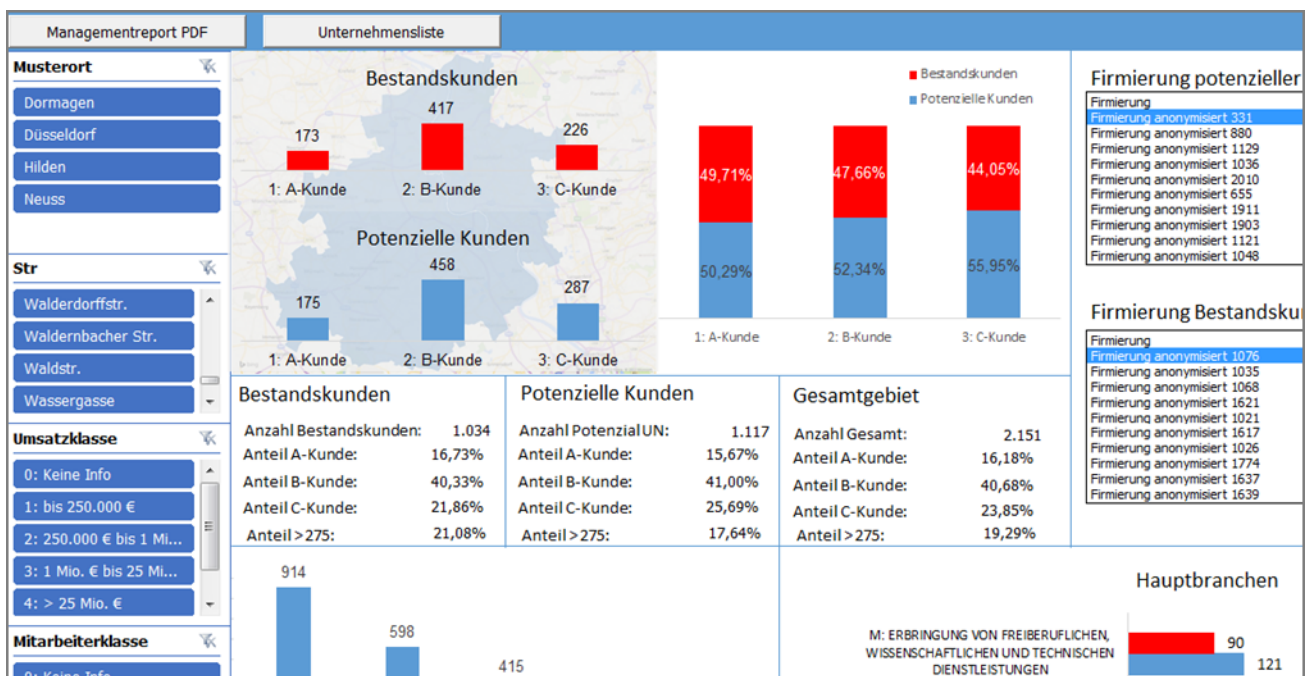 Managementreport PDF
Unternehmensliste
Musterort
Dormagen
Düsseldorf
Hilden
Neuss
Str
Walderdorffstr.
Waldernbacher Str.
Waldstr.
Wassergasse
Umsatzklasse
0: Keine Info
1: bis 250.000 €
2: 250.000 € bis 1 Mi...
3: 1 Mio. € bis 25 Mi...
4: > 25 Mio. €
Mitarbeiterklasse
0: Keine Info
Bestandskunden
173
417
226
1: A-Kunde
2: B-Kunde
3: C-Kunde
Potenzielle Kunden
175
458
287
1: A-Kunde
2: B-Kunde
3: C-Kunde
Bestandskunden
Potenzielle Kunden
49,71%
47,66%
44,05%
50,29%
52,34%
55,95%
1: A-Kunde
2: B-Kunde
3: C-Kunde
Firmierung potenzieller
Firmierung
Firmierung anonymisiert 331
Firmierung anonymisiert 880
Firmierung anonymisiert 1129
Firmierung anonymisiert 1036
Firmierung anonymisiert 2010
Firmierung anonymisiert 655
Firmierung anonymisiert 1911
Firmierung anonymisiert 1903
Firmierung anonymisiert 1121
Firmierung anonymisiert 1048
Firmierung
Firmierung
Firmierung anonymisiert 1076
Firmierung anonymisiert 1035
Firmierung anonymisiert 1068
Firmierung anonymisiert 1621
Firmierung anonymisiert 1021
Firmierung anonymisiert 1617
Firmierung anonymisiert 1026
Firmierung anonymisiert 1774
Firmierung anonymisiert 1637
Firmierung anonymisiert 1639
Bestandskunden
Anzahl Bestandskunden: 1.034
Anteil A-Kunde: 16,73%
Anteil B-Kunde: 40,33%
Anteil C-Kunde: 21,86%
Anteil > 275: 21,08%
Potenzielle Kunden
Anzahl Potenzial UN: 1.117
Anteil A-Kunde: 15,67%
Anteil B-Kunde: 41,00%
Anteil C-Kunde: 25,69%
Anteil > 275: 17,64%
Gesamtgebiet
Anzahl Gesamt: 2.151
Anteil A-Kunde: 16,18%
Anteil B-Kunde: 40,68%
Anteil C-Kunde: 23,85%
Anteil > 275: 19,29%
914
598
415
Hauptbranchen
M: ERBRINGUNG VON FREIBERUFLICHEN,
WISSENSCHAFTLICHEN UND TECHNISCHEN
DIENSTLEISTUNGEN
90
121